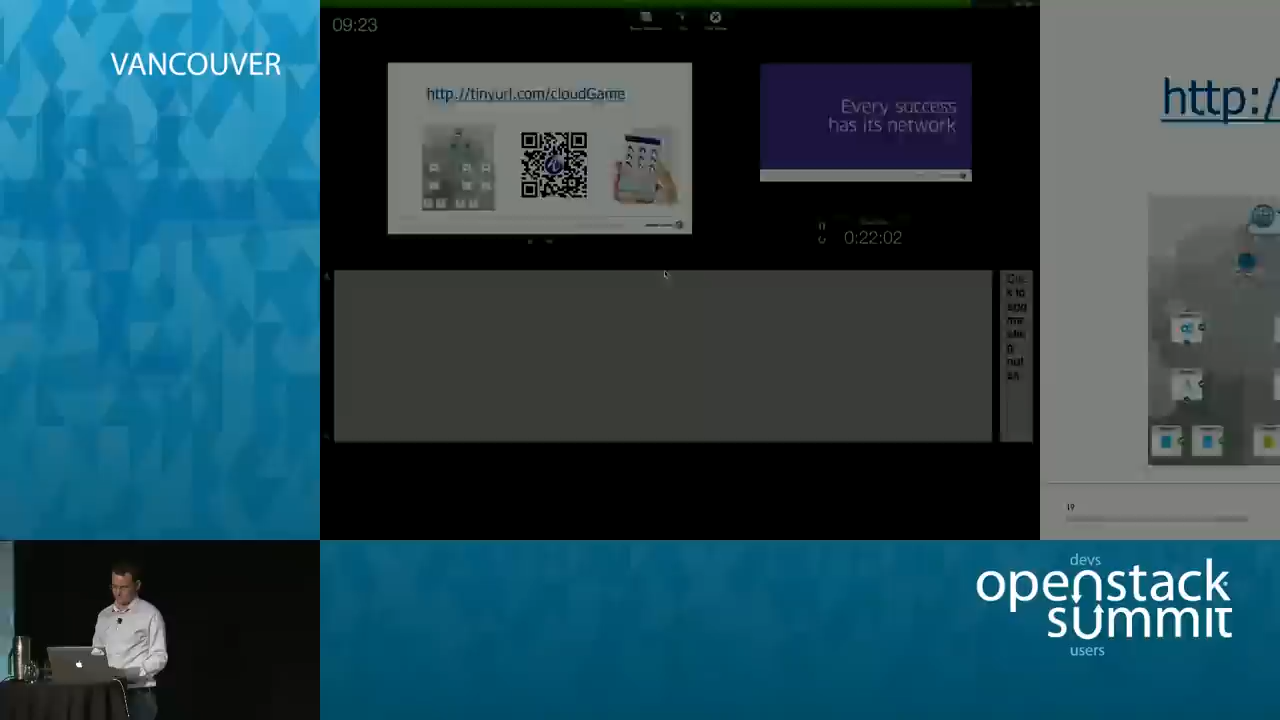 VANCOUVER
09:23
http://tinyurl.com/cloudGame
Every success
has its network
0:22:02
http:/
19
devs
openstack
summit
users